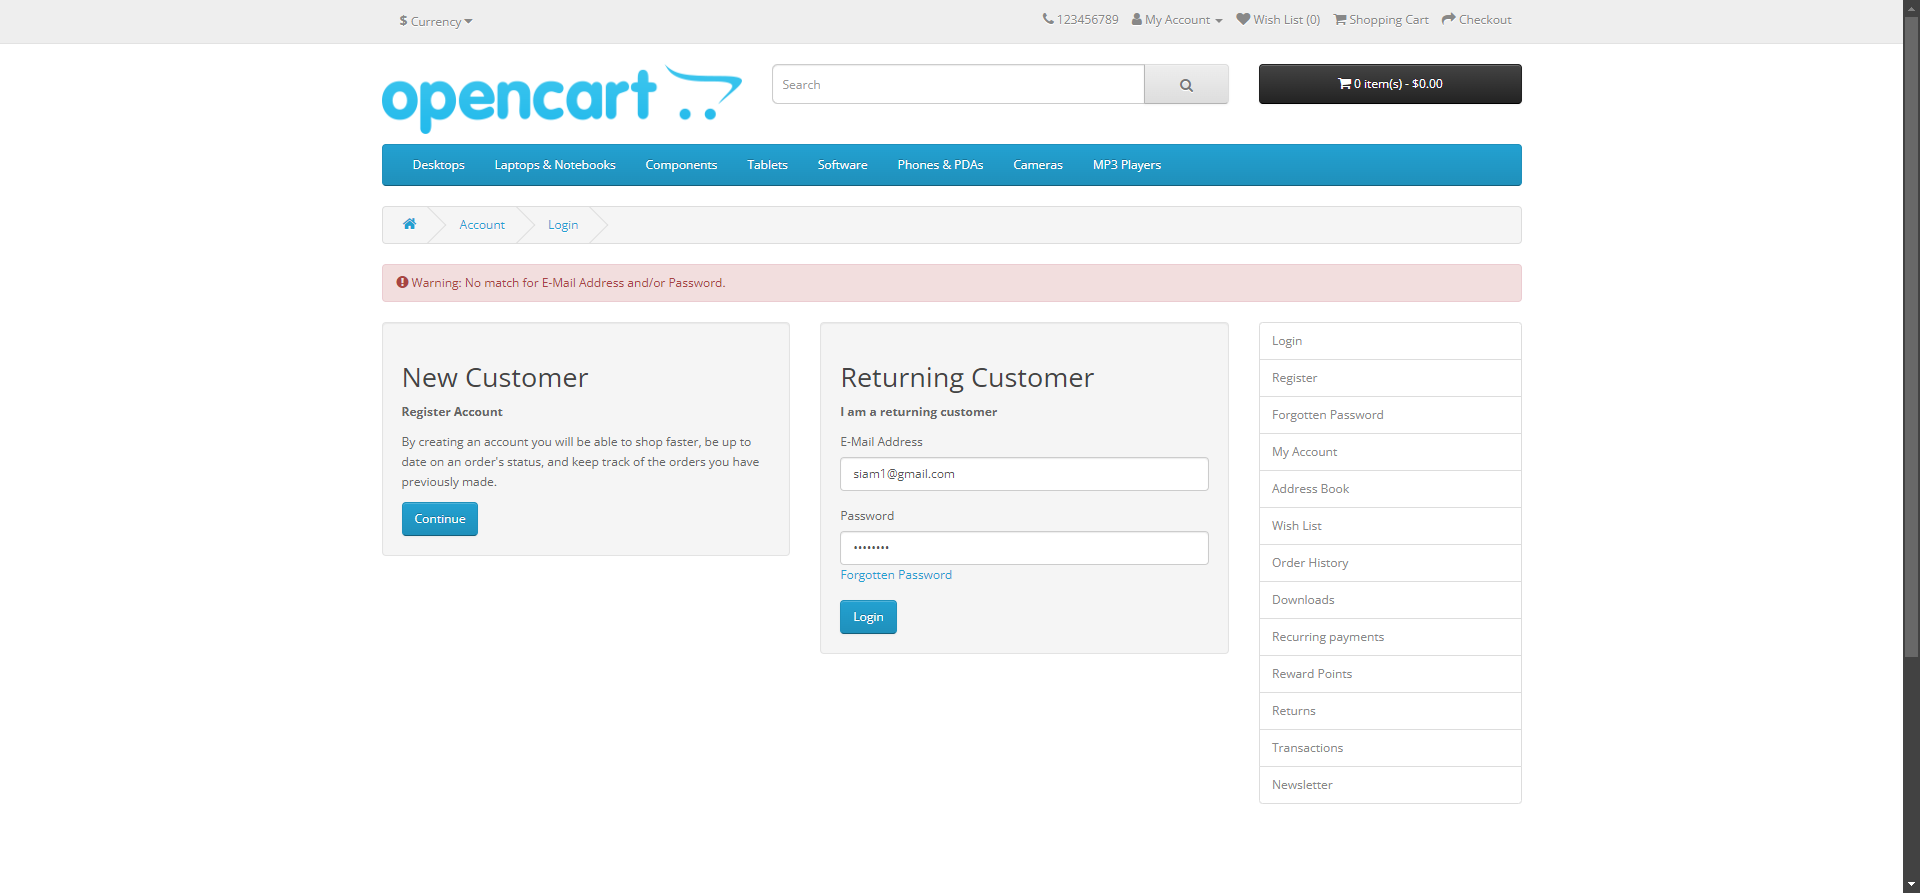 $ Currency
123456789 My Account Wish List (0) Shopping Cart Checkout
opencart
Search
0 item(s) - $0.00
Desktops Laptops & Notebooks Components Tablets Software Phones & PDAs Cameras MP3 Players
Account Login
Warning: No match for E-Mail Address and/or Password.
New Customer
Register Account
By creating an account you will be able to shop faster, be up to
date on an order's status, and keep track of the orders you have
previously made.
Continue
Returning Customer
I am a returning customer
E-Mail Address
siam1@gmail.com
Password
••••••••
Forgotten Password
Login
Login
Register
Forgotten Password
My Account
Address Book
Wish List
Order History
Downloads
Recurring payments
Reward Points
Returns
Transactions
Newsletter